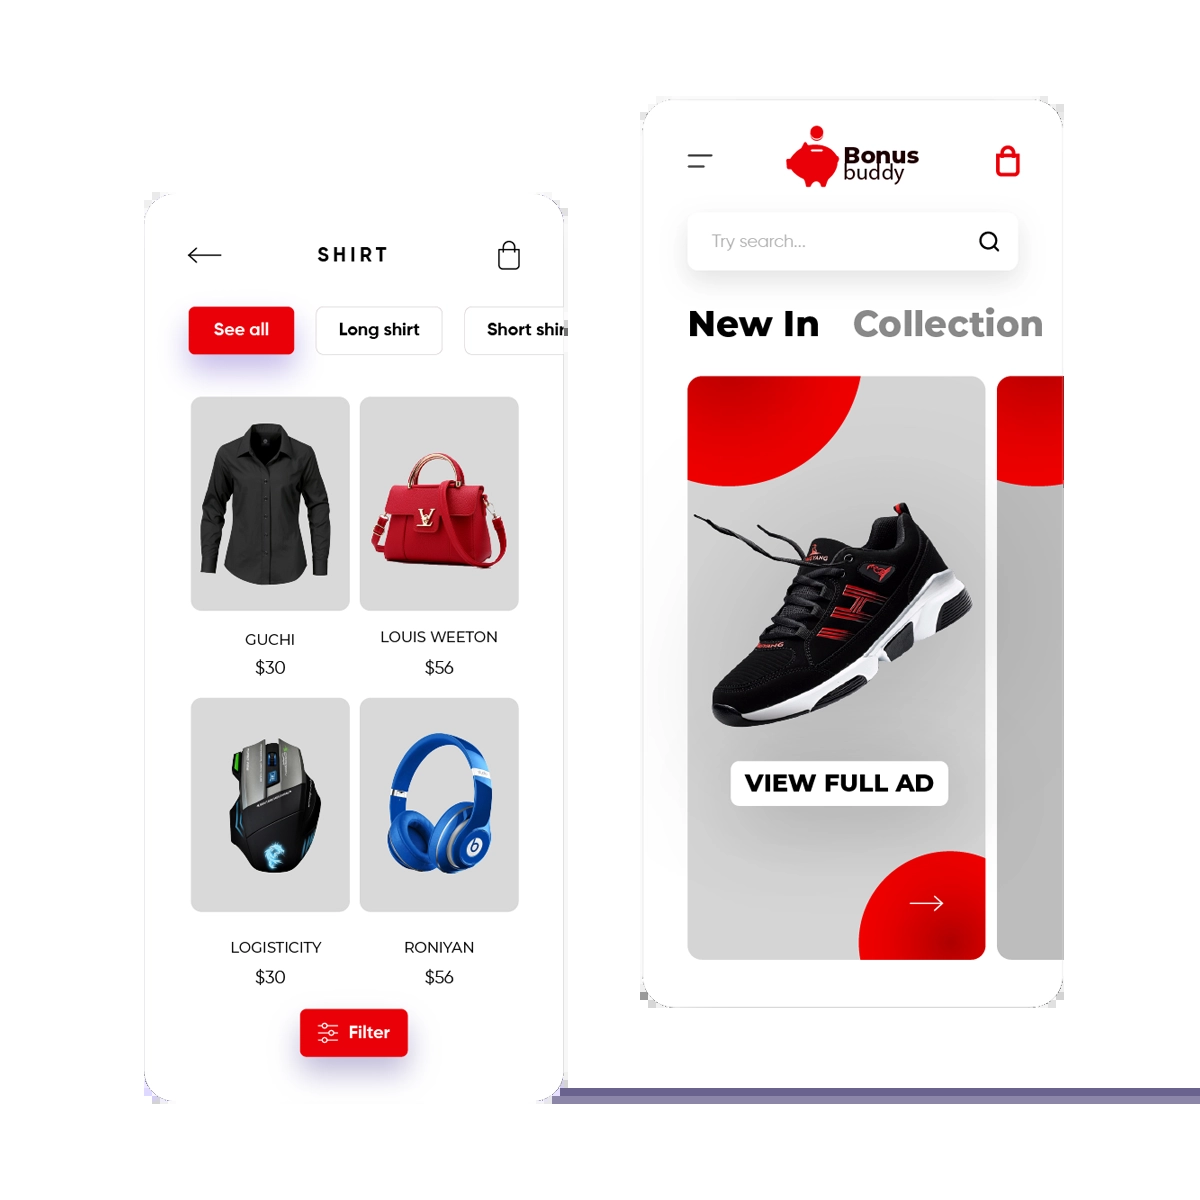 SHIRT
See all
Long shirt
Short shir
GUCHI
$30
LOUIS WEETON
$56
LOGISTICITY
$30
RONIYAN
$56
Filter
Bonus
buddy
Try search...
New In
Collection
VIEW FULL AD